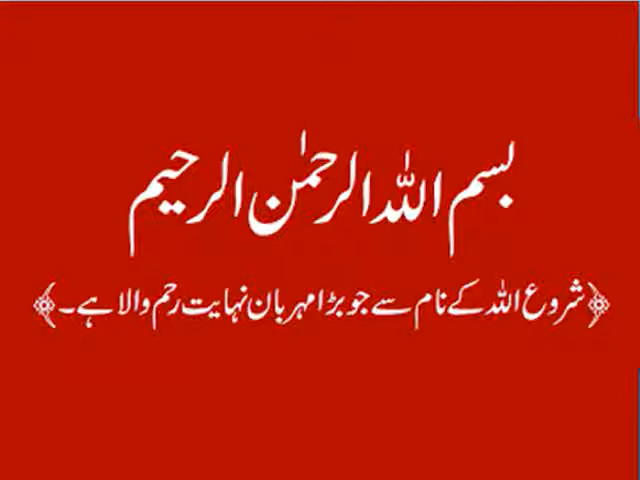 بسم اللہ الرحمٰن الرحیم
﴿شروع اللہ کے نام سے جو بڑا مہربان نہایت رحم والا ہے۔﴾